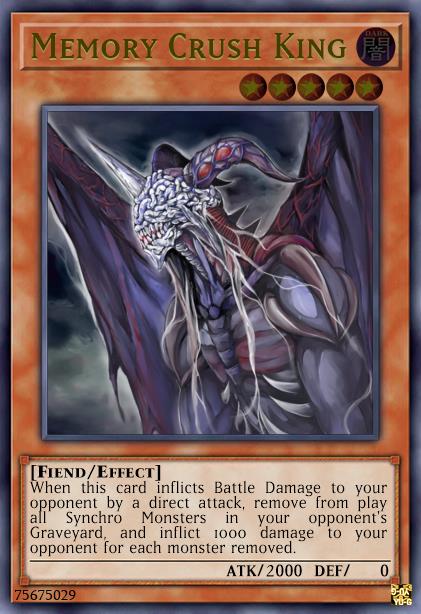 MEMORY CRUSH KING
DARK
闇
[FIEND/EFFECT]
When this card inflicts Battle Damage to your
opponent by a direct attack, remove from play
all Synchro Monsters in your opponent's
Graveyard, and inflict 1000 damage to your
opponent for each monster removed.
ATK/2000 DEF/ 0
75675029